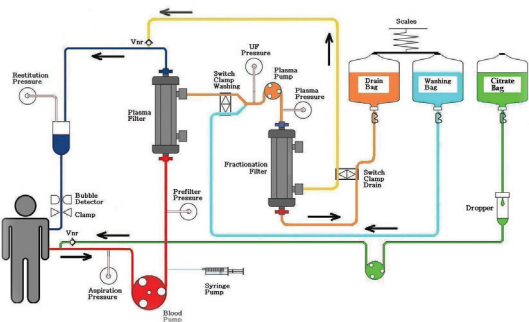 Scales
Vnr
UF
Pressure
Restitution
Pressure
Switch
Clamp
Washing
Plasma
Pump
Plasma
Pressure
Drain
Bag
Washing
Bag
Citrate
Bag
Plasma
Filter
Fractionation
Filter
Switch
Clamp
Drain
Bubble
Detector
Clamp
Prefilter
Pressure
Dropper
Vnr
Aspiration
Pressure
Syringe
Pump
Blood
Pump